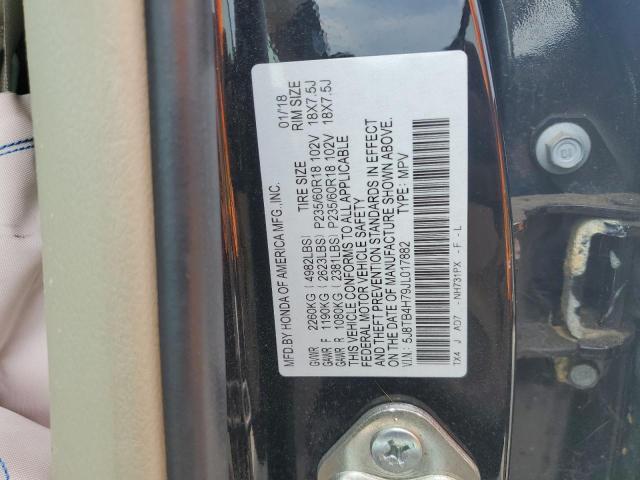 MFD.BY HONDA OF AMERICA MFG.,INC. 01/18
TIRE SIZE RIM SIZE
GVWR 2260KG (4982LBS)
GAWR F 1190KG (2623LBS) P235/60R18 102V 18X7.5J
GAWR R 1080KG (2381LBS) P235/60R18 102V 18X7.5J
THIS VEHICLE CONFORMS TO ALL APPLICABLE
FEDERAL MOTOR VEHICLE SAFETY
AND THEFT PREVENTION STANDARDS IN EFFECT
ON THE DATE OF MANUFACTURE SHOWN ABOVE.
V.I.N.: 5J8TB4H79JL017882 TYPE: MPV
TX4 J AO7 - NH731PX - F - L